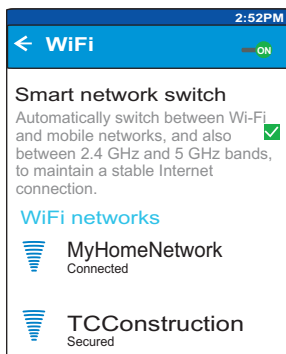 2:52PM
WiFi
ON
Smart network switch
Automatically switch between Wi-Fi
and mobile networks, and also
between 2.4 GHz and 5 GHz bands,
to maintain a stable Internet
connection.
WiFi networks
MyHomeNetwork
Connected
TCConstruction
Secured